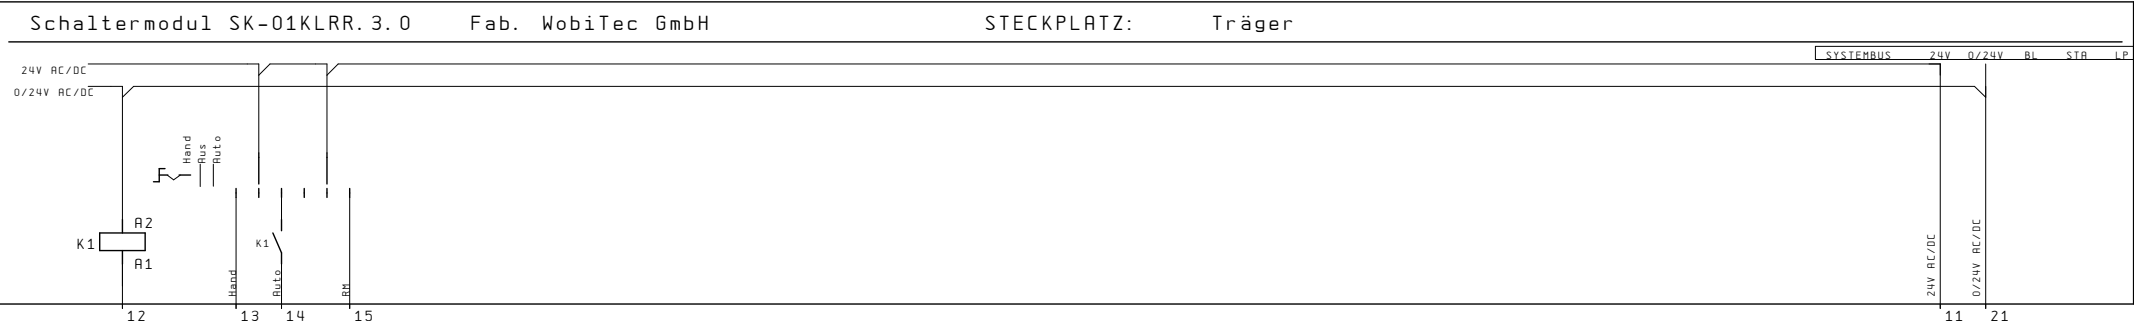 Schaltermodul SK-01KLRR.3.0 Fab. WobiTec GmbH STECKPLATZ: Träger
SYSTEMBUS 24V 0/24V BL STA LP
24V AC/DC
0/24V AC/DC
Hand
Aus
Auto
A2
K1
A1
K1
Hand
Auto
RM
24V AC/DC
0/24V AC/DC
12 13 14 15 11 21